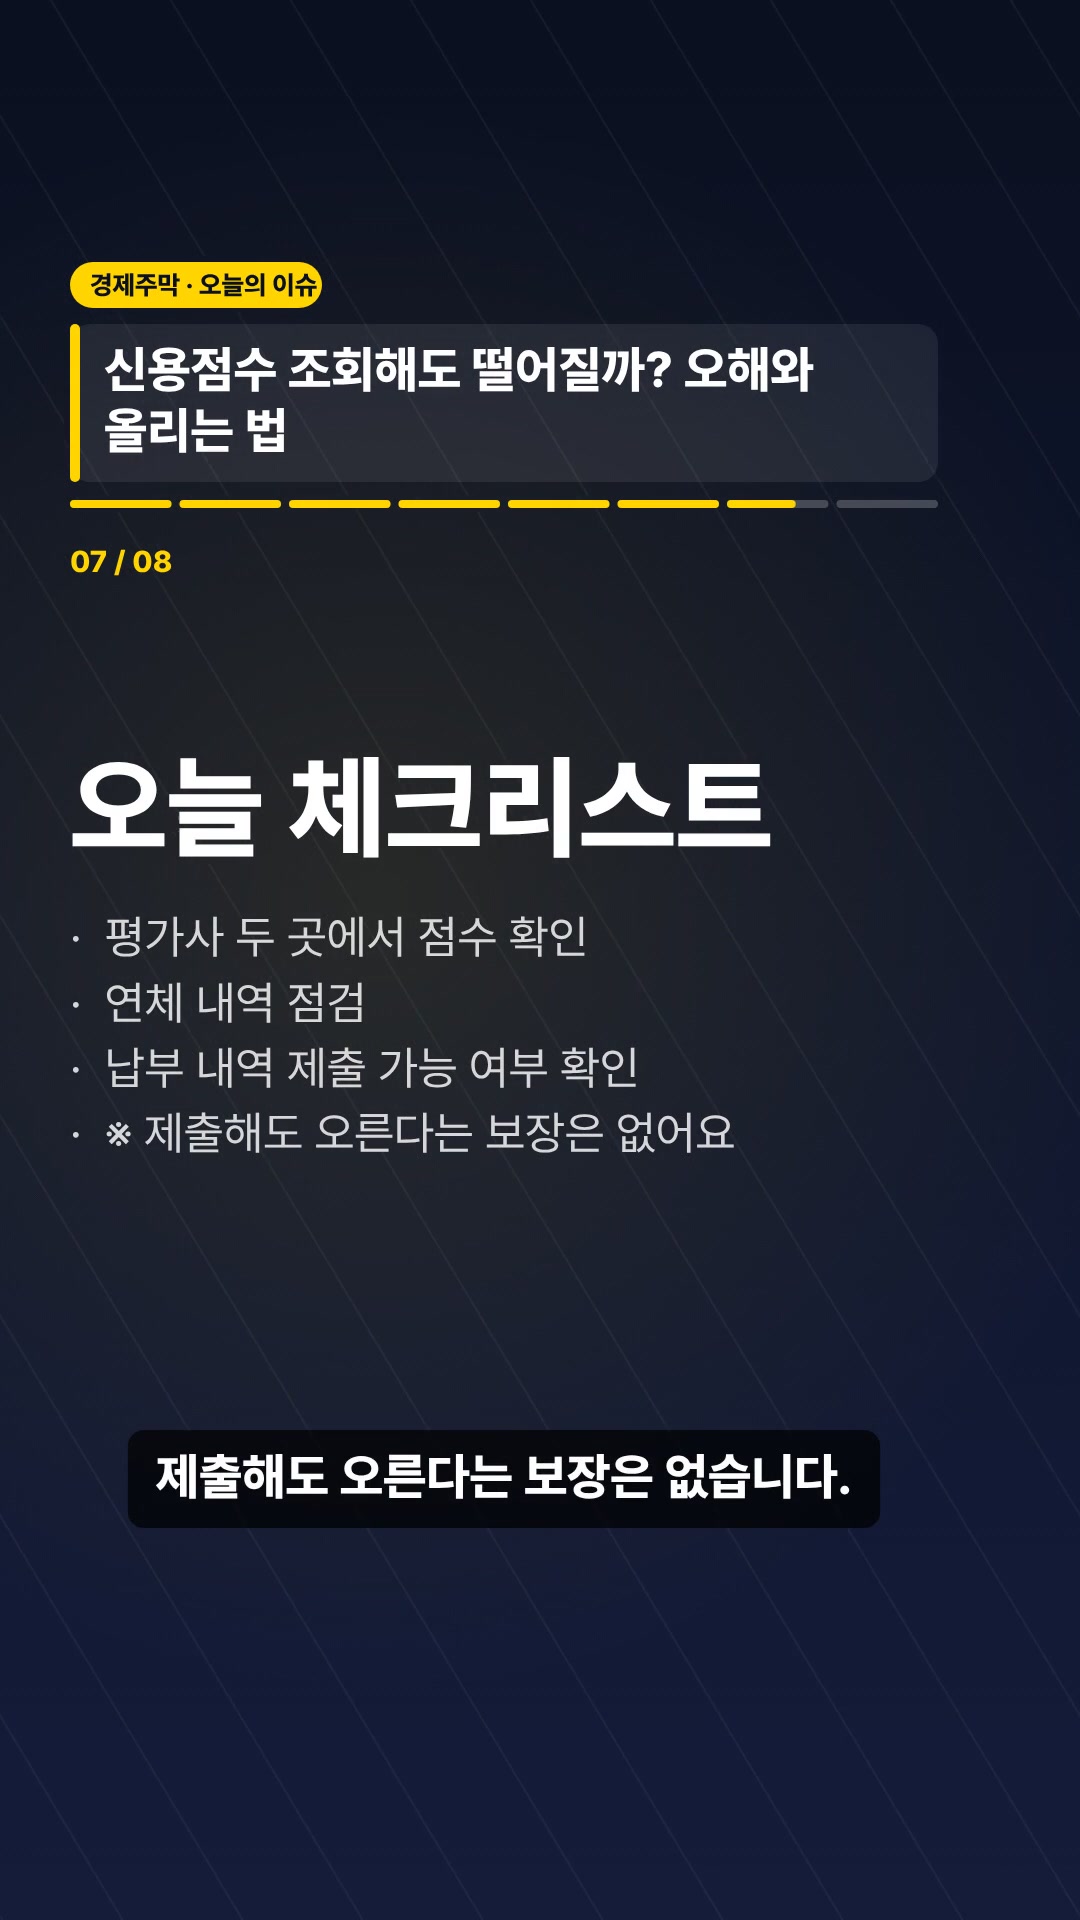 경제주막 · 오늘의 이슈
신용점수 조회해도 떨어질까? 오해와
올리는 법
07 / 08
오늘 체크리스트
· 평가사 두 곳에서 점수 확인
· 연체 내역 점검
· 납부 내역 제출 가능 여부 확인
· ※ 제출해도 오른다는 보장은 없어요
제출해도 오른다는 보장은 없습니다.